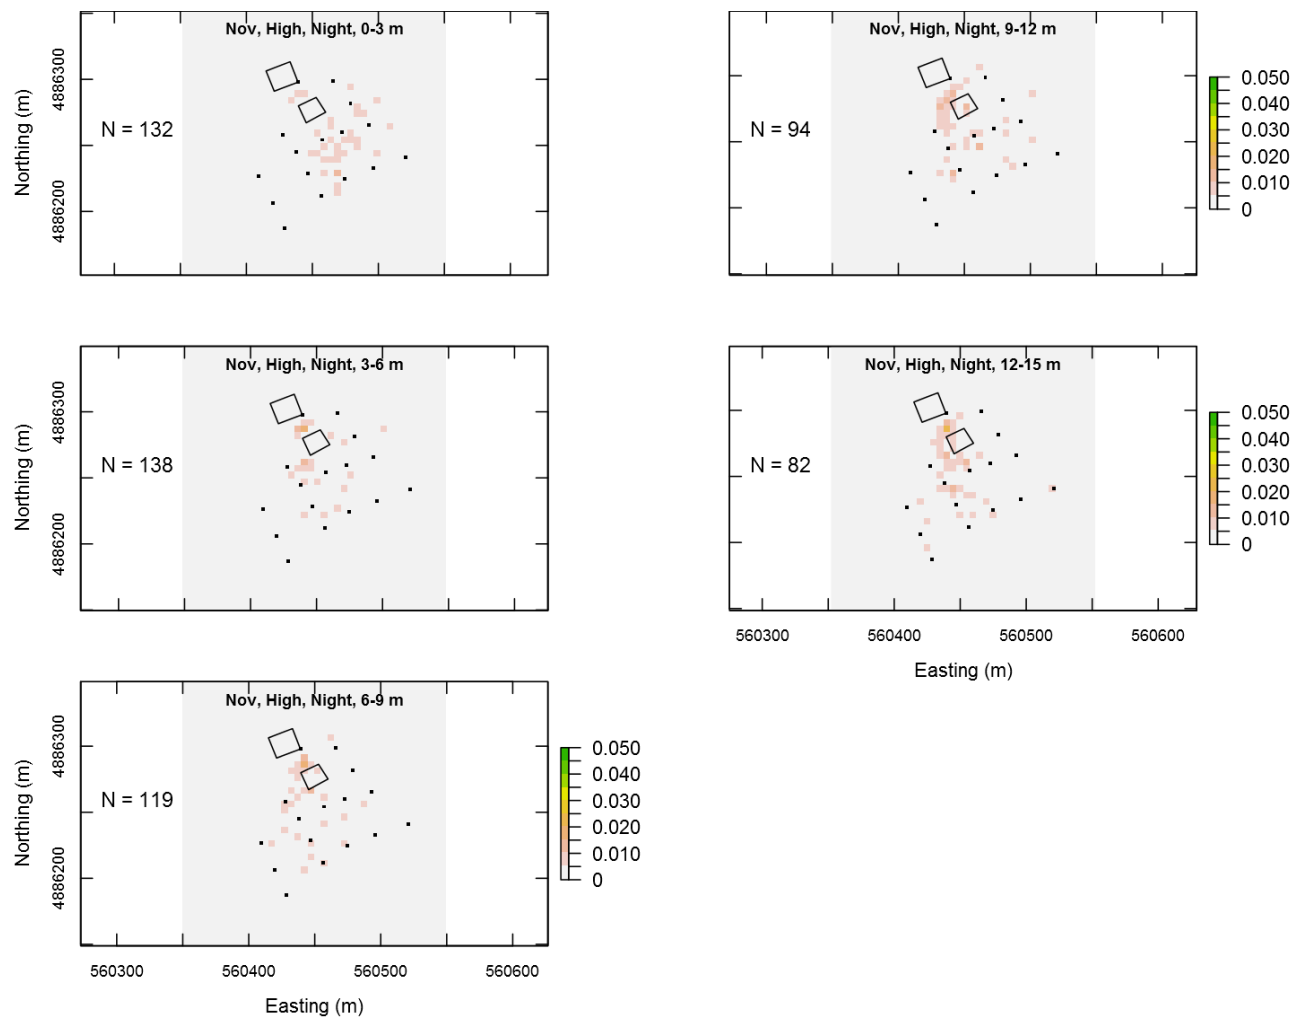 Nov, High, Night, 0-3 m
N = 132
Northing (m)
4886300
4886200
Nov, High, Night, 9-12 m
N = 94
0.050
0.040
0.030
0.020
0.010
0
Nov, High, Night, 3-6 m
N = 138
Northing (m)
4886300
4886200
Nov, High, Night, 12-15 m
N = 82
0.050
0.040
0.030
0.020
0.010
0
560300 560400 560500 560600
Easting (m)
Nov, High, Night, 6-9 m
N = 119
Northing (m)
4886300
4886200
0.050
0.040
0.030
0.020
0.010
0
560300 560400 560500 560600
Easting (m)